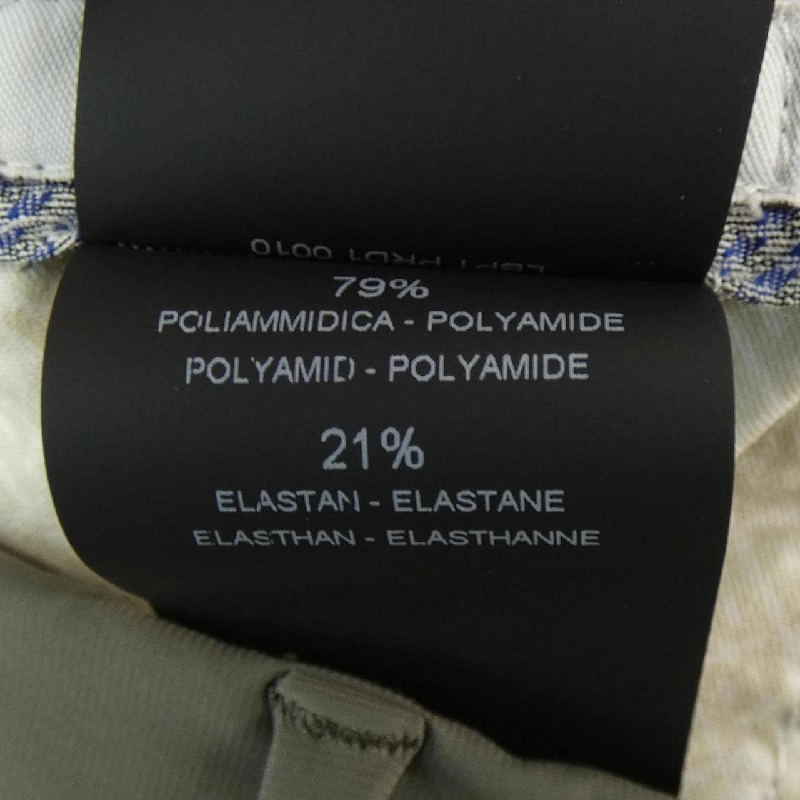 79%
POLIAMMIDICA - POLYAMIDE
POLYAMID - POLYAMIDE
21%
ELASTAN - ELASTANE
ELASTHAN - ELASTHANNE